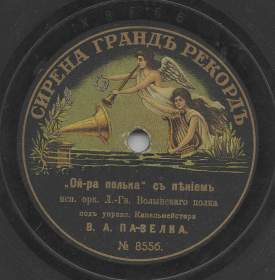 СИРЕНА ГРАНДЪ РЕКОРДЪ
„Ой-ра полька“ съ пѣніемъ
исп. орк. Л.-Гв. Волынскаго полка
подъ управл. Капельмейстера
В. А. ПАВЕЛКА.
№ 8556.